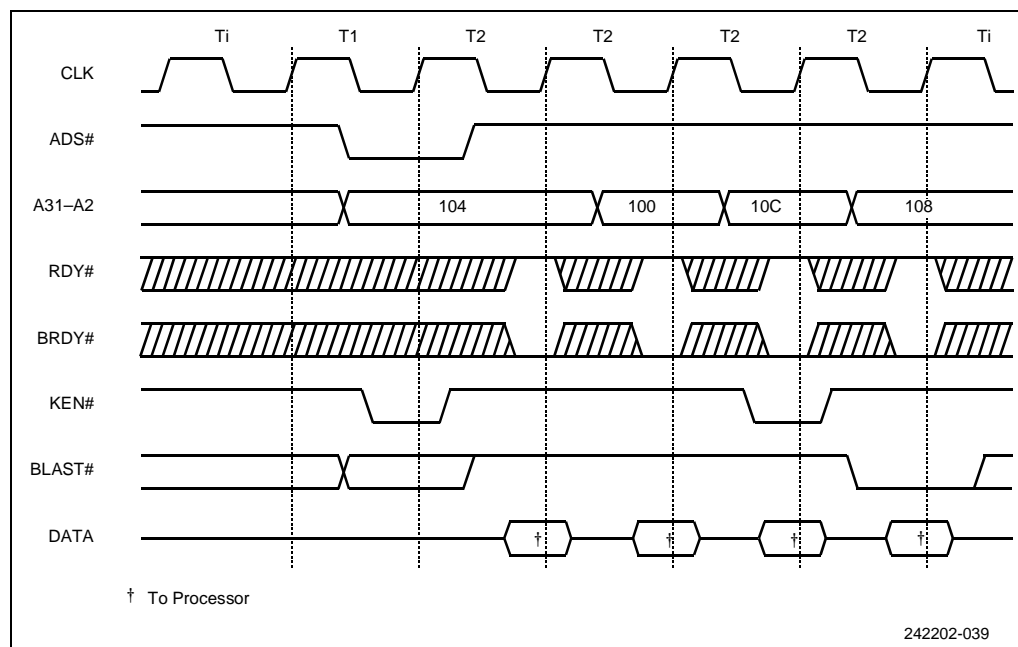 Ti T1 T2 T2 T2 T2 Ti
CLK
ADS#
A31–A2 104 100 10C 108
RDY#
BRDY#
KEN#
BLAST#
DATA † † † †
† To Processor
242202-039